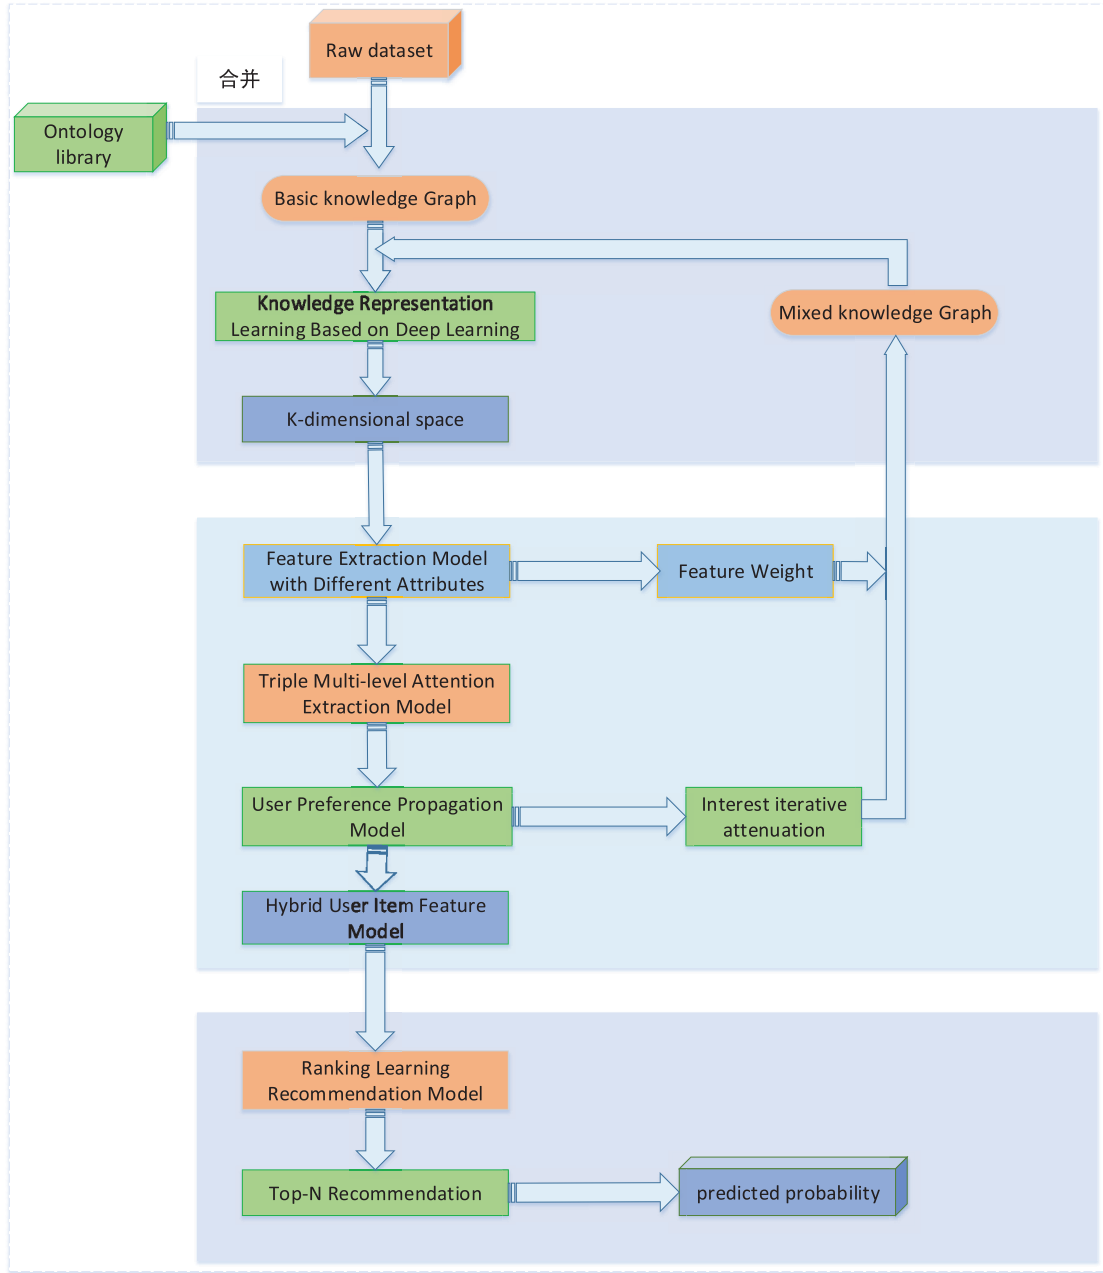 Raw dataset
合并
Ontology
library
Basic knowledge Graph
Knowledge Representation
Learning Based on Deep Learning
Mixed knowledge Graph
K-dimensional space
Feature Extraction Model
with Different Attributes
Feature Weight
Triple Multi-level Attention
Extraction Model
User Preference Propagation
Model
Interest iterative
attenuation
Hybrid User Item Feature
Model
Ranking Learning
Recommendation Model
Top-N Recommendation
predicted probability